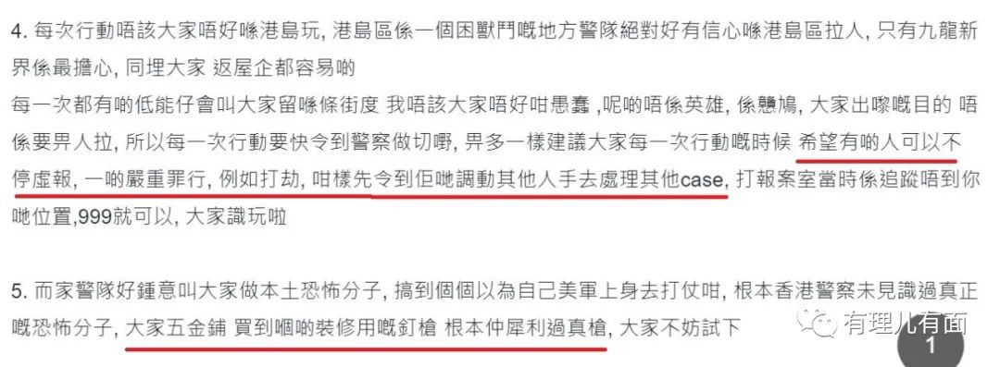 4. 每次行動唔該大家唔好喺港島玩, 港島區係一個困獸鬥嘅地方警隊絕對好有信心喺港島區拉人, 只有九龍新
界係最擔心, 同埋大家 返屋企都容易啲
每一次都有啲低能仔會叫大家留喺條街度 我唔該大家唔好咁愚蠢 ,呢啲唔係英雄, 係戇鳩, 大家出嚟嘅目的 唔
係要畀人拉, 所以每一次行動要快令到警察做切嘢, 畀多一樣建議大家每一次行動嘅時候 希望有啲人可以不
停虛報, 一啲嚴重罪行, 例如打劫, 咁樣先令到佢哋調動其他人手去處理其他case, 打報案室當時係追蹤唔到你
哋位置,999就可以, 大家識玩啦
5. 而家警隊好鍾意叫大家做本土恐怖分子, 搞到個個以為自己美軍上身去打仗咁, 根本香港警察未見識過真正
嘅恐怖分子, 大家五金鋪 買到嗰啲裝修用嘅釘槍 根本仲犀利過真槍, 大家不妨試下
有理儿有面
1